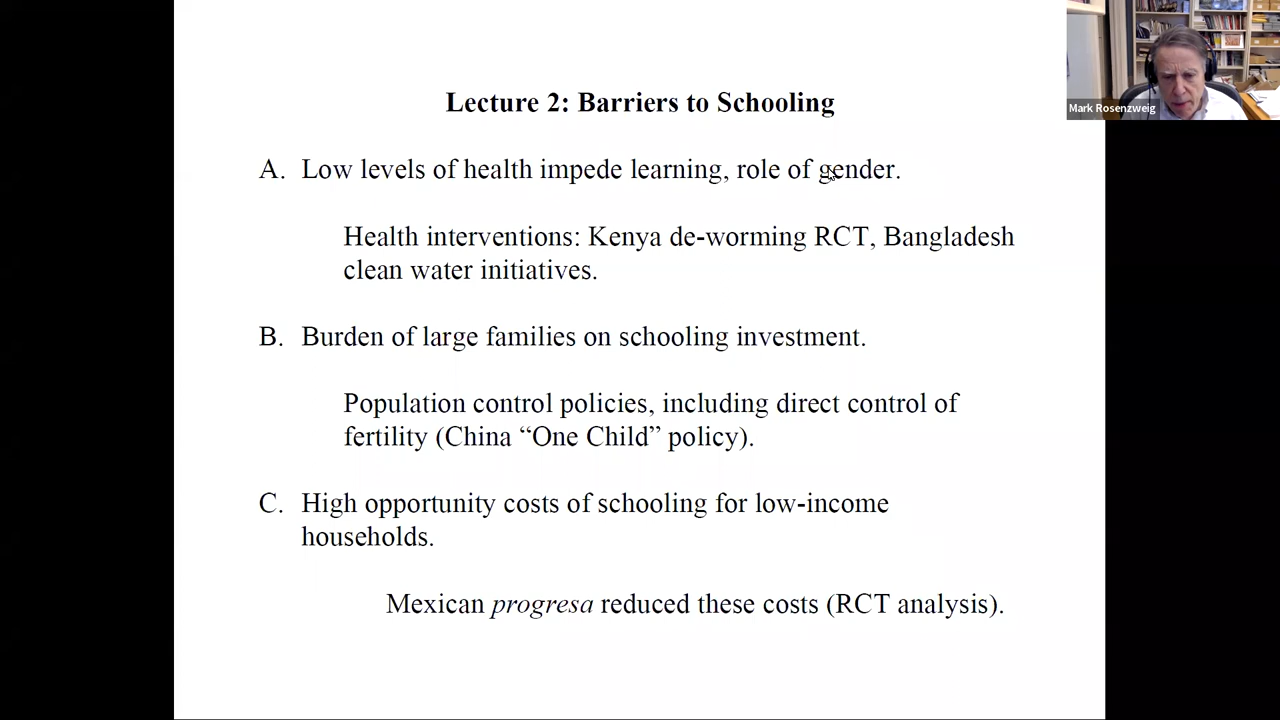 Lecture 2: Barriers to Schooling
Mark Rosenzweig
A. Low levels of health impede learning, role of gender.
Health interventions: Kenya de-worming RCT, Bangladesh
clean water initiatives.
B. Burden of large families on schooling investment.
Population control policies, including direct control of
fertility (China “One Child” policy).
C. High opportunity costs of schooling for low-income
households.
Mexican progresa reduced these costs (RCT analysis).